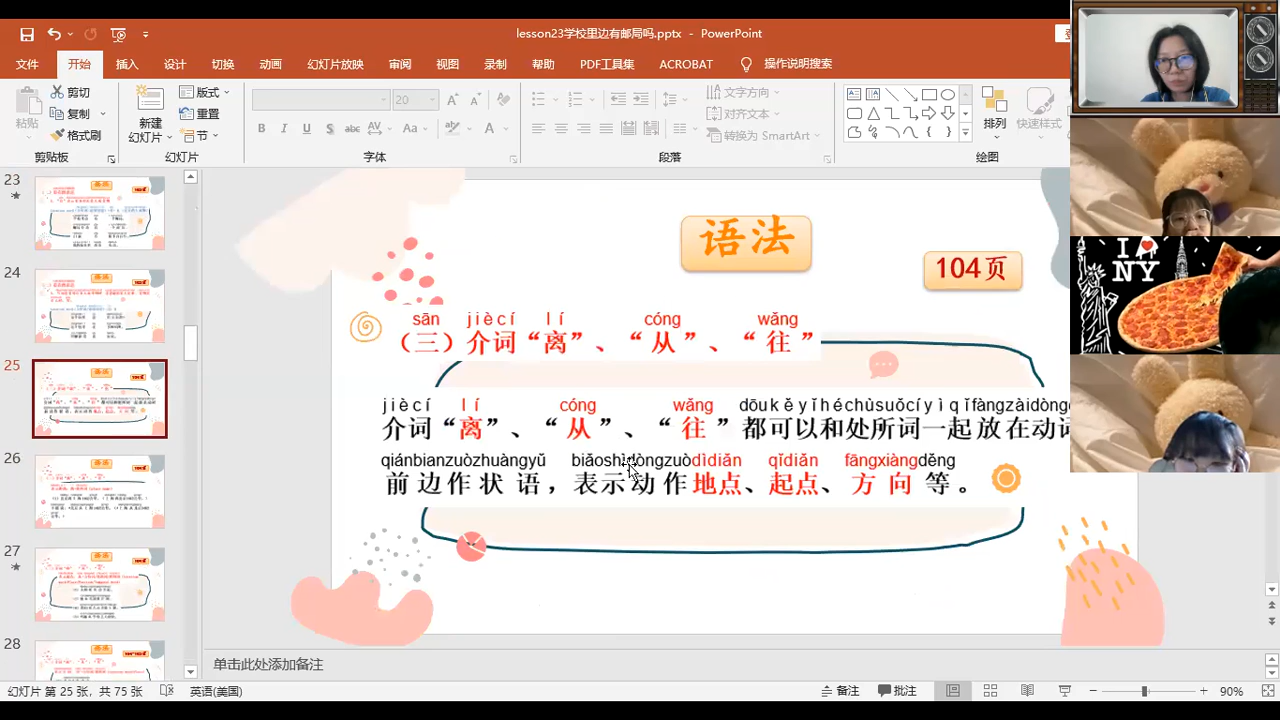 lesson23学校里边有邮局吗.pptx - PowerPoint
文件 开始 插入 设计 切换 动画 幻灯片放映 审阅 视图 录制 帮助 PDF工具集 ACROBAT 操作说明搜索
粘贴 剪切 复制 格式刷 新建 幻灯片 版式 重置 节 20 文字方向 对齐文本 转换为 SmartArt 排列 快速样式
剪贴板 幻灯片 字体 段落 绘图
I NY
23
24
25
26
27
28
语法
104页
sān jiècí lí cóng wǎng
（三）介词“离”、“从”、“往”
jiècí lí cóng wǎng dōukěyǐhéchùsuǒcíyìqǐfàngzàidòng
介词“离”、“从”、“往”都可以和处所词一起放在动词
qiánbianzuòzhuàngyǔ biǎoshìdòngzuòdìdiǎn qǐdiǎn fāngxiàngděng
前边作状语，表示动作地点、起点、方向等。
单击此处添加备注
幻灯片 第 25 张，共 75 张 英语(美国) 备注 批注 90%